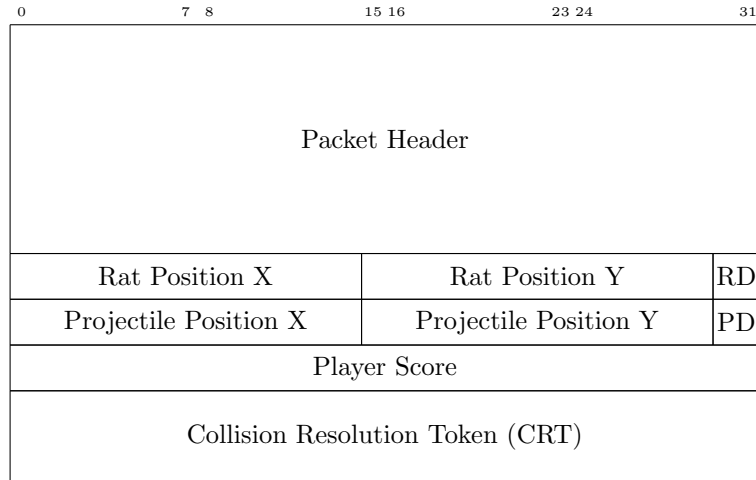 0 7 8 15 16 23 24 31
Packet Header
Rat Position X Rat Position Y RD
Projectile Position X Projectile Position Y PD
Player Score
Collision Resolution Token (CRT)